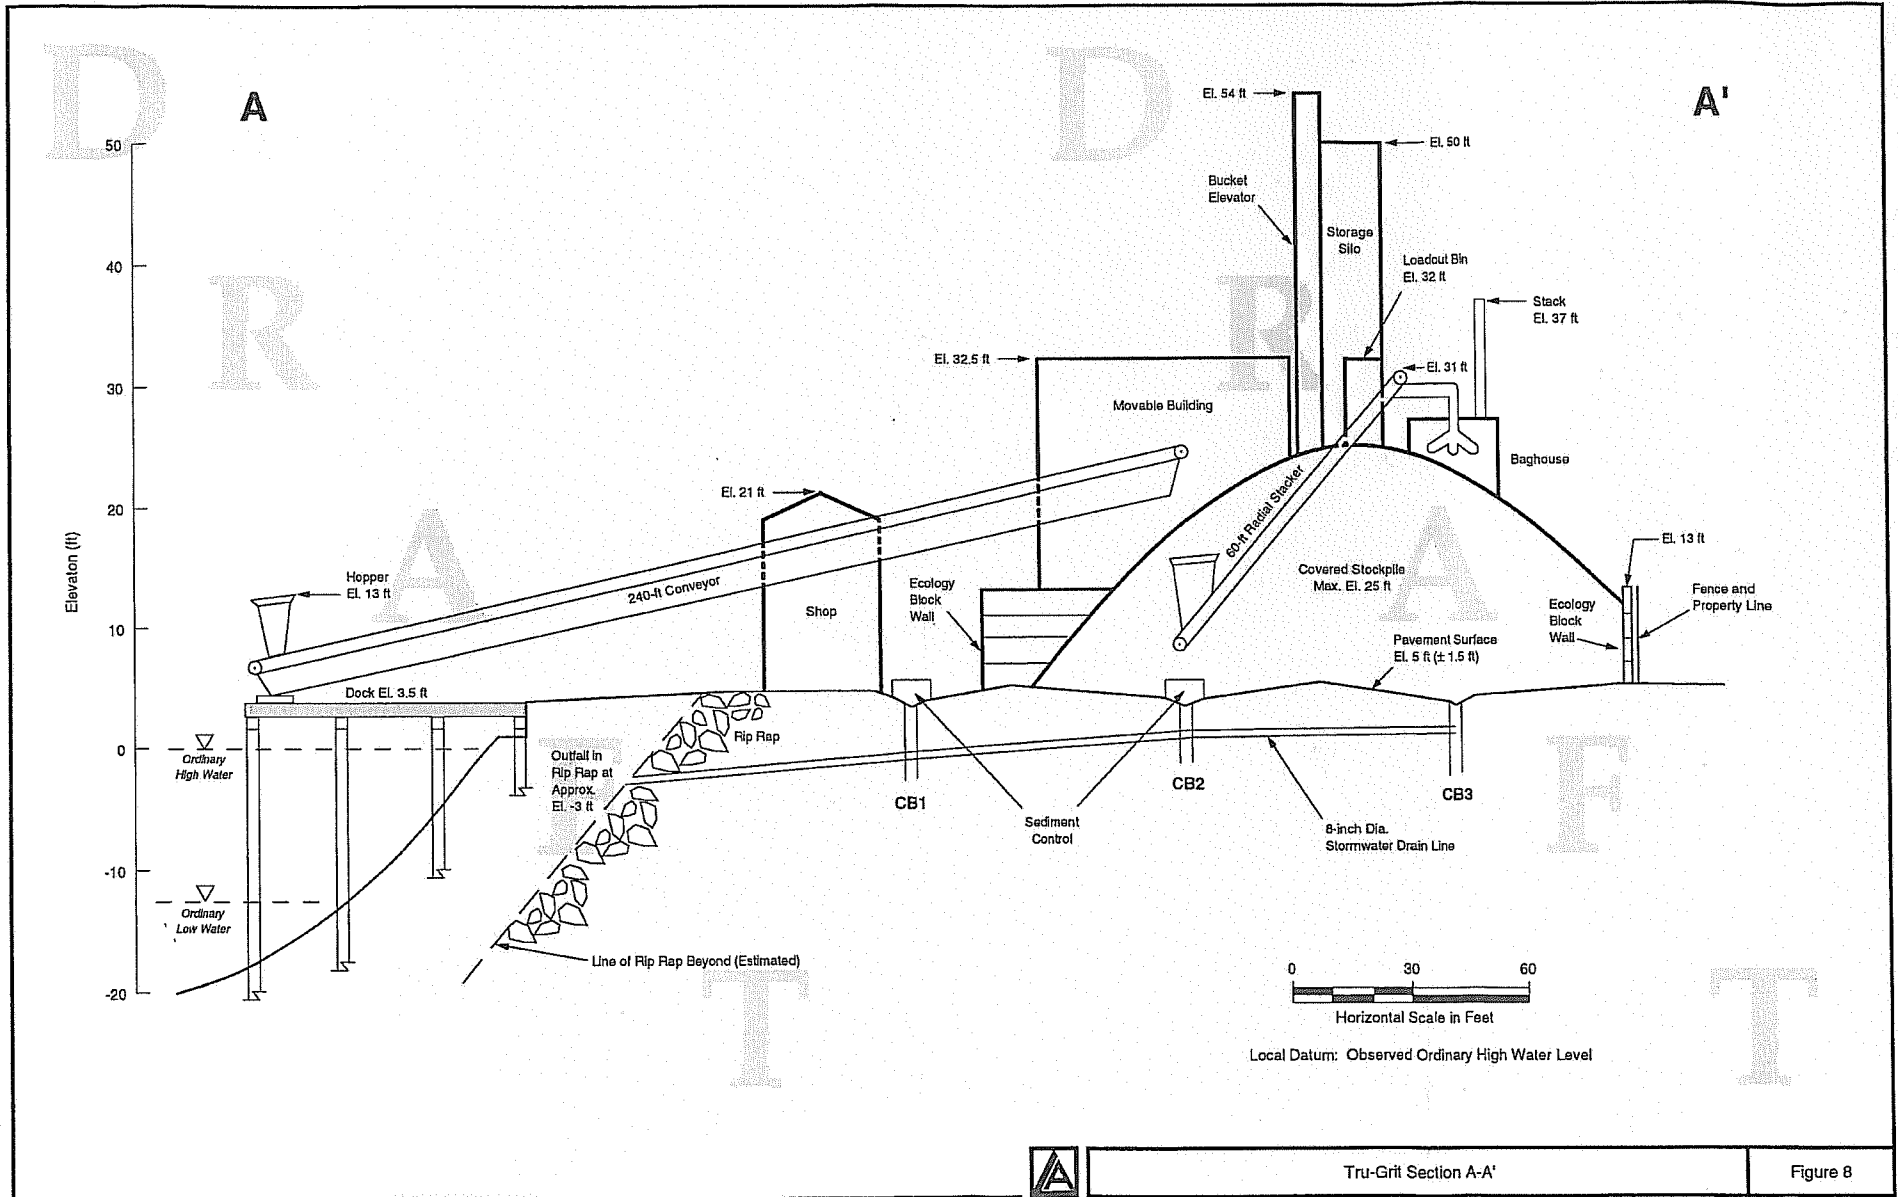 A
A'
D R A F T
D R A F T
El. 54 ft
El. 50 ft
Bucket
Elevator
Storage
Silo
Loadout Bin
El. 32 ft
Stack
El. 37 ft
El. 32.5 ft
El. 31 ft
Movable Building
Baghouse
El. 21 ft
60-ft Radial Stacker
El. 13 ft
Hopper
El. 13 ft
240-ft Conveyor
Shop
Ecology
Block
Wall
Covered Stockpile
Max. El. 25 ft
Ecology
Block
Wall
Fence and
Property Line
Pavement Surface
El. 5 ft (± 1.5 ft)
Dock El. 3.5 ft
Rip Rap
Outfall in
Rip Rap at
Approx.
El. -3 ft
Ordinary
High Water
CB1
CB2
CB3
Sediment
Control
8-inch Dia.
Stormwater Drain Line
Ordinary
Low Water
Line of Rip Rap Beyond (Estimated)
Elevaton (ft)
50
40
30
20
10
0
-10
-20
0 30 60
Horizontal Scale in Feet
Local Datum: Observed Ordinary High Water Level
Tru-Grit Section A-A'
Figure 8